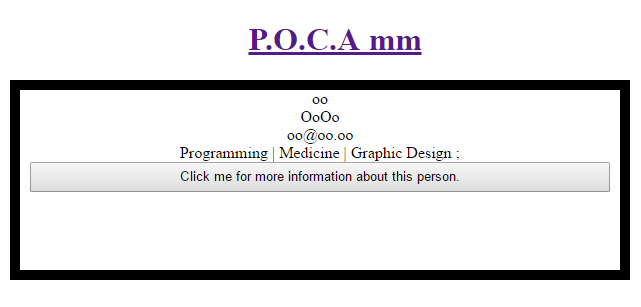 P.O.C.A mm
oo
OoOo
oo@oo.oo
Programming | Medicine | Graphic Design ;
Click me for more information about this person.